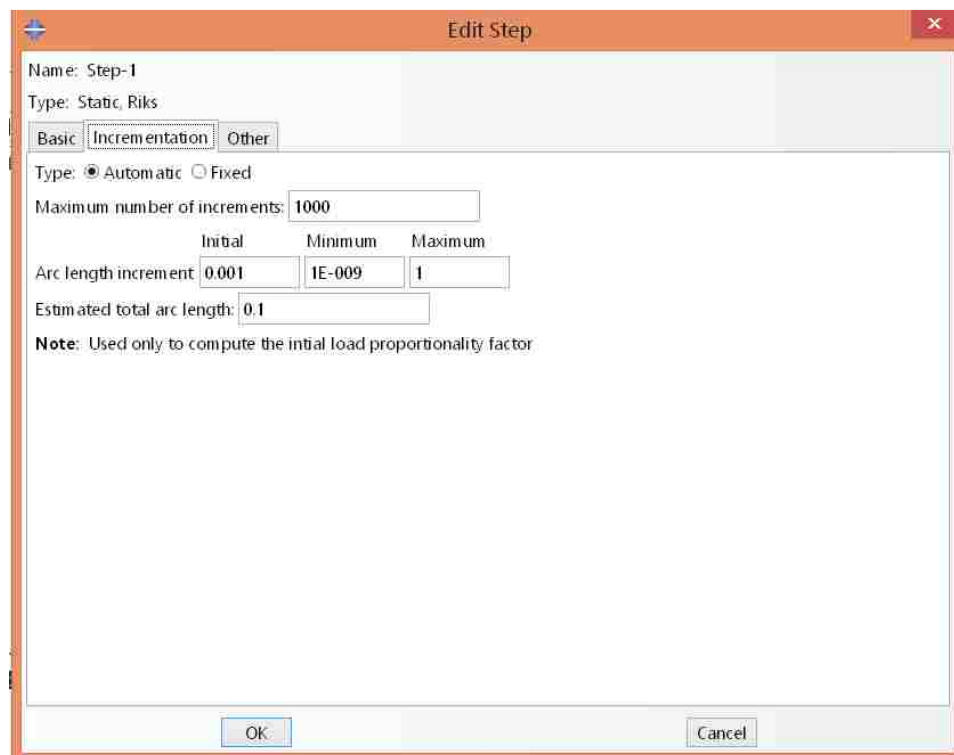 Edit Step
Name: Step-1
Type: Static, Riks
Basic Incrementation Other
Type: Automatic Fixed
Maximum number of increments: 1000
Initial Minimum Maximum
Arc length increment 0.001 1E-009 1
Estimated total arc length: 0.1
Note: Used only to compute the intial load proportionality factor
OK Cancel